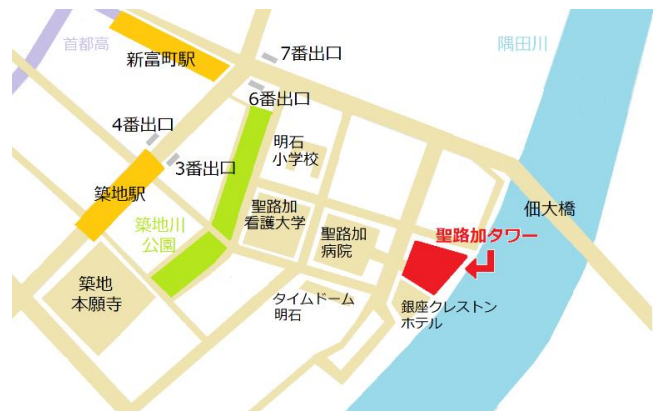 首都高
新富町駅
7番出口
隅田川
6番出口
4番出口
明石
小学校
3番出口
築地駅
聖路加
看護大学
佃大橋
築地川
公園
聖路加
病院
聖路加タワー
築地
本願寺
タイムドーム
明石
銀座クレストン
ホテル